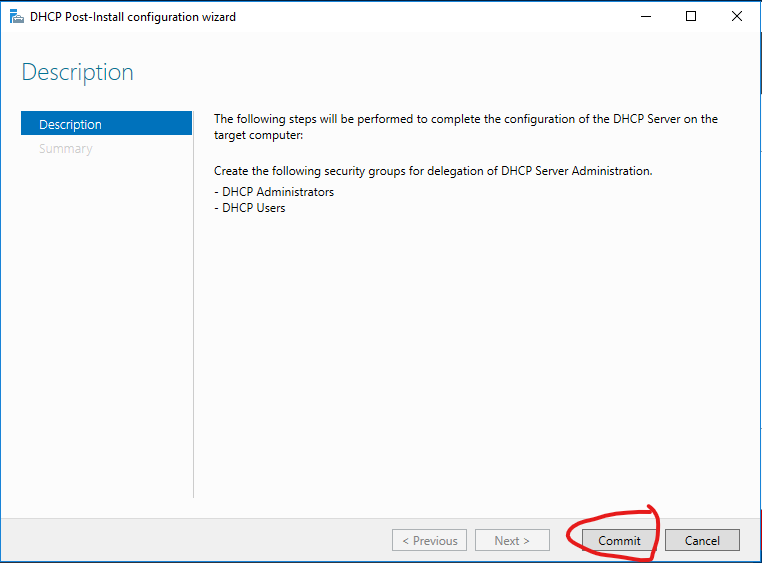 DHCP Post-Install configuration wizard
Description
Description
Summary
The following steps will be performed to complete the configuration of the DHCP Server on the
target computer:
Create the following security groups for delegation of DHCP Server Administration.
- DHCP Administrators
- DHCP Users
< Previous
Next >
Commit
Cancel